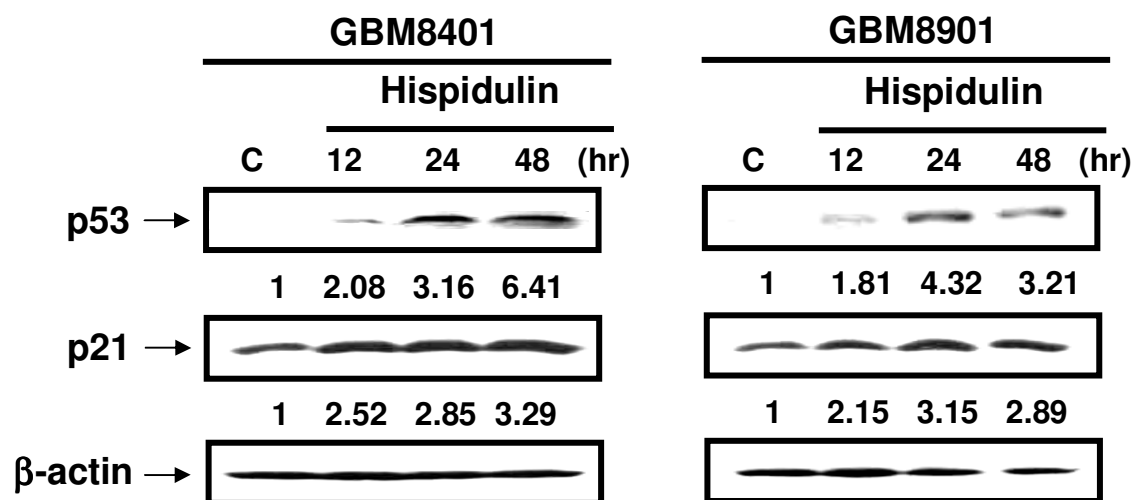 GBM8401 GBM8901
Hispidulin Hispidulin
C 12 24 48 (hr) C 12 24 48 (hr)
p53
1 2.08 3.16 6.41 1 1.81 4.32 3.21
p21
1 2.52 2.85 3.29 1 2.15 3.15 2.89
β-actin